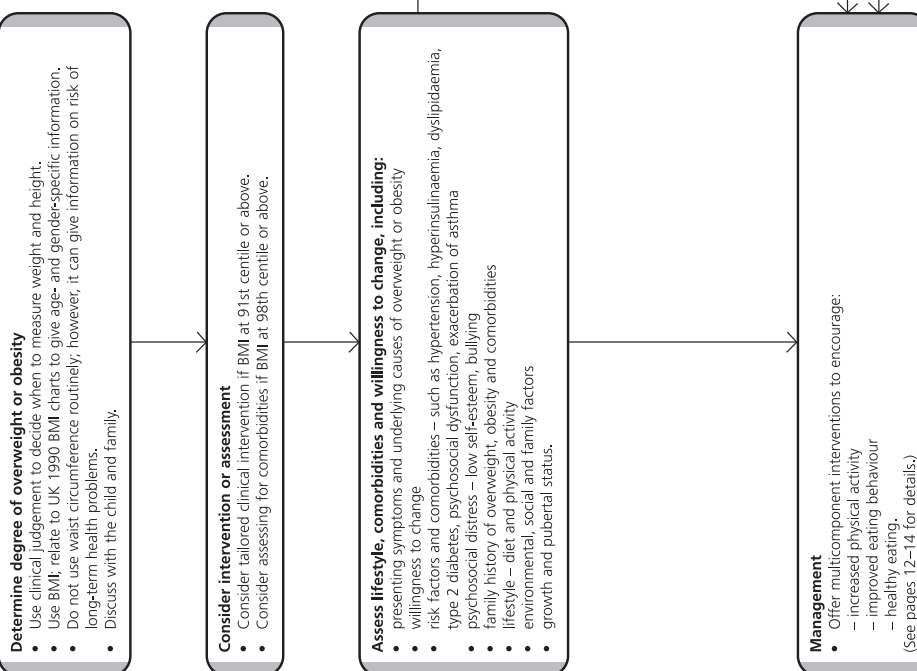 Determine degree of overweight or obesity
• Use clinical judgement to decide when to measure weight and height.
• Use BMI; relate to UK 1990 BMI charts to give age- and gender-specific information.
• Do not use waist circumference routinely; however, it can give information on risk of
long-term health problems.
• Discuss with the child and family.
Consider intervention or assessment
• Consider tailored clinical intervention if BMI at 91st centile or above.
• Consider assessing for comorbidities if BMI at 98th centile or above.
Assess lifestyle, comorbidities and willingness to change, including:
• presenting symptoms and underlying causes of overweight or obesity
• willingness to change
• risk factors and comorbidities – such as hypertension, hyperinsulinaemia, dyslipidaemia,
type 2 diabetes, psychosocial dysfunction, exacerbation of asthma
• psychosocial distress – low self-esteem, bullying
• family history of overweight, obesity and comorbidities
• lifestyle – diet and physical activity
• environmental, social and family factors
• growth and pubertal status.
Management
• Offer multicomponent interventions to encourage:
– increased physical activity
– improved eating behaviour
– healthy eating.
(See pages 12–14 for details.)